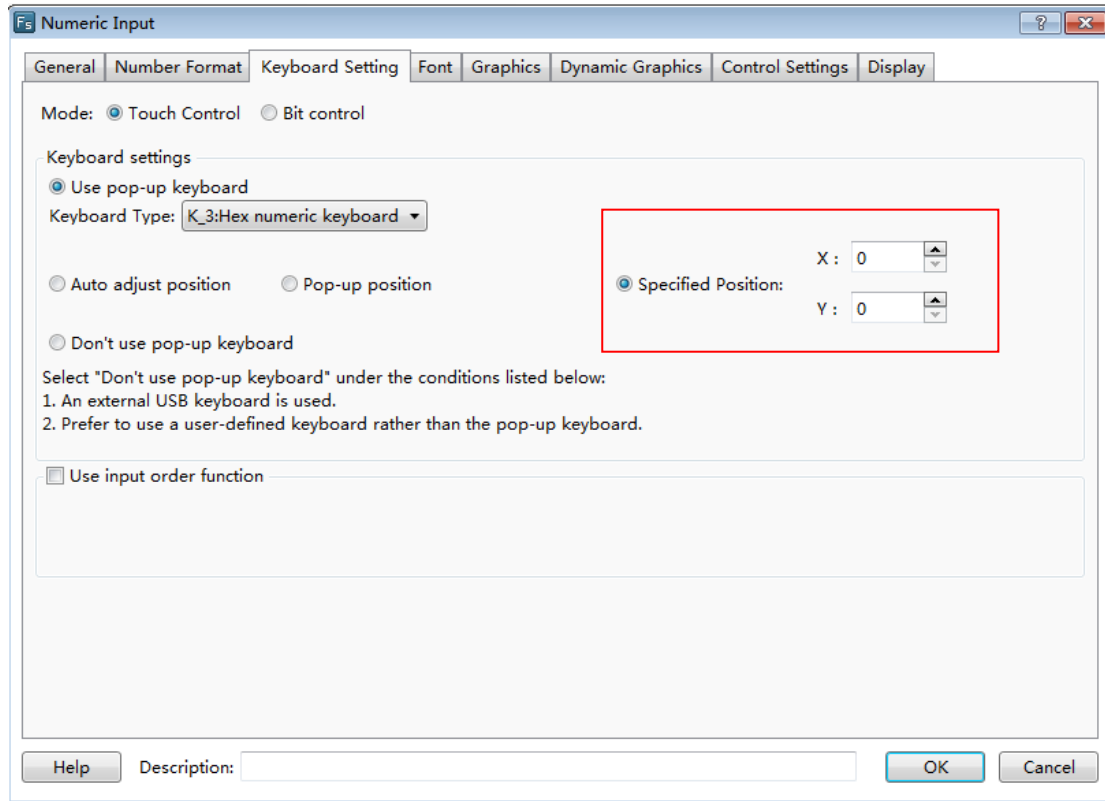 Fs Numeric Input
General Number Format Keyboard Setting Font Graphics Dynamic Graphics Control Settings Display
Mode: Touch Control Bit control
Keyboard settings
Use pop-up keyboard
Keyboard Type: K_3:Hex numeric keyboard
X : 0
Auto adjust position Pop-up position Specified Position:
Y : 0
Don't use pop-up keyboard
Select "Don't use pop-up keyboard" under the conditions listed below:
1. An external USB keyboard is used.
2. Prefer to use a user-defined keyboard rather than the pop-up keyboard.
Use input order function
Help Description: OK Cancel